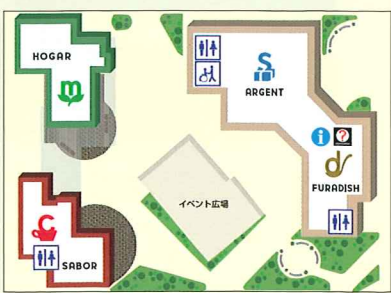 HOGAR
m
S
ARGENT
i ?
d
FURADISH
イベント広場
C
SABOR